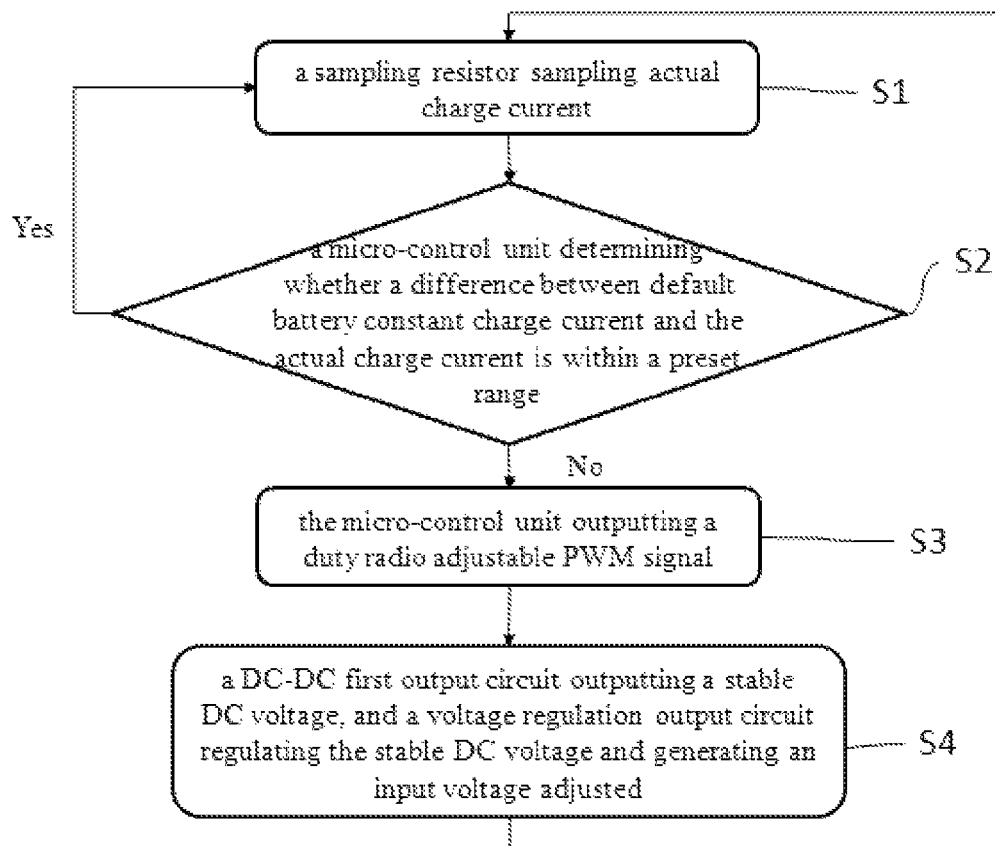 a sampling resistor sampling actual
charge current
S1
Yes
a micro-control unit determining
whether a difference between default
battery constant charge current and the
actual charge current is within a preset
range
S2
No
the micro-control unit outputting a
duty radio adjustable PWM signal
S3
a DC-DC first output circuit outputting a stable
DC voltage, and a voltage regulation output circuit
regulating the stable DC voltage and generating an
input voltage adjusted
S4